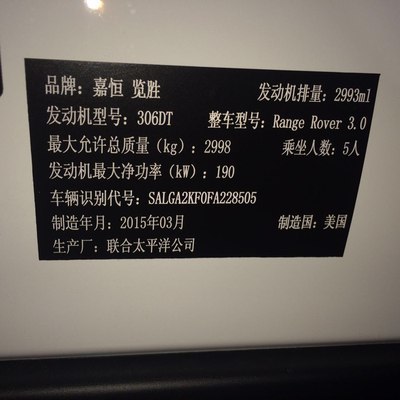 品牌：嘉恒 览胜 发动机排量：2993ml
发动机型号：306DT 整车型号：Range Rover 3.0
最大允许总质量（kg）：2998 乘坐人数：5人
发动机最大净功率（kW）：190
车辆识别代号：SALGA2KF0FA228505
制造年月：2015年03月 制造国：美国
生产厂：联合太平洋公司